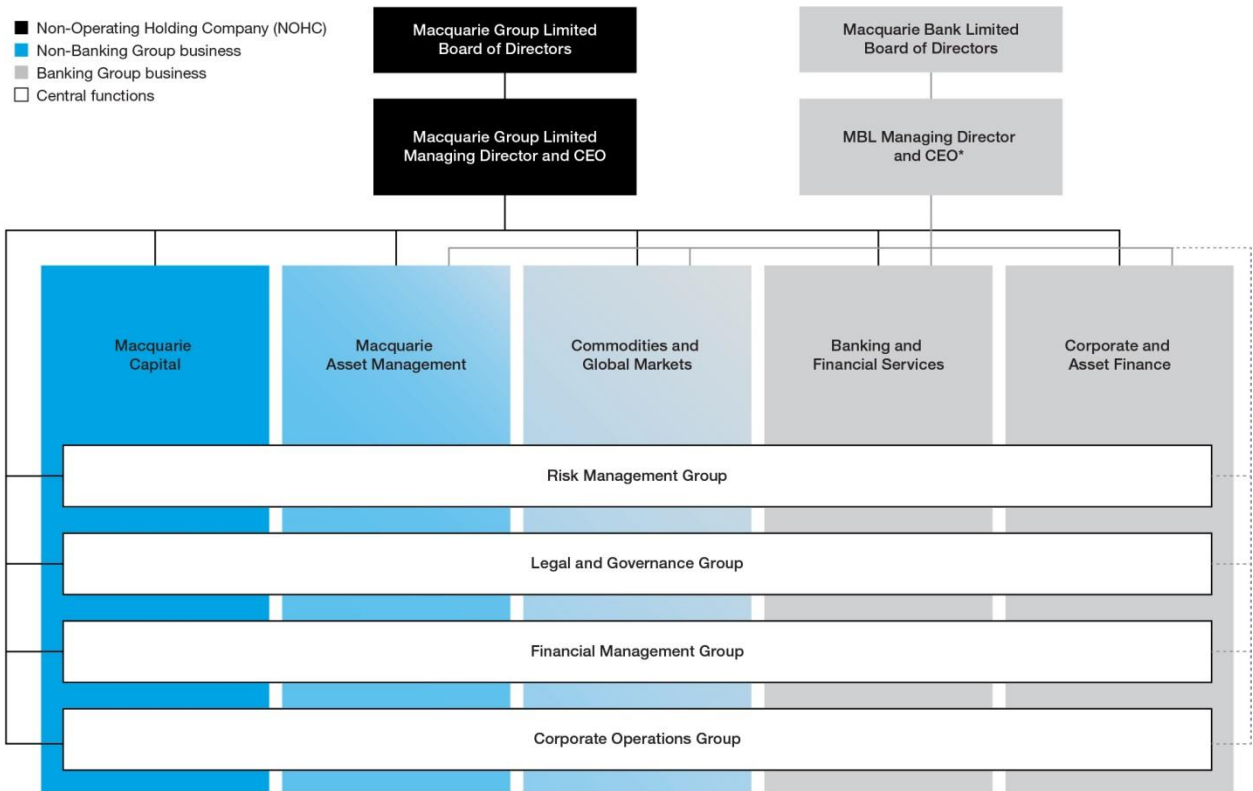 Non-Operating Holding Company (NOHC)
Non-Banking Group business
Banking Group business
Central functions
Macquarie Group Limited
Board of Directors
Macquarie Bank Limited
Board of Directors
Macquarie Group Limited
Managing Director and CEO
MBL Managing Director
and CEO*
Macquarie
Capital
Macquarie
Asset Management
Commodities and
Global Markets
Banking and
Financial Services
Corporate and
Asset Finance
Risk Management Group
Legal and Governance Group
Financial Management Group
Corporate Operations Group